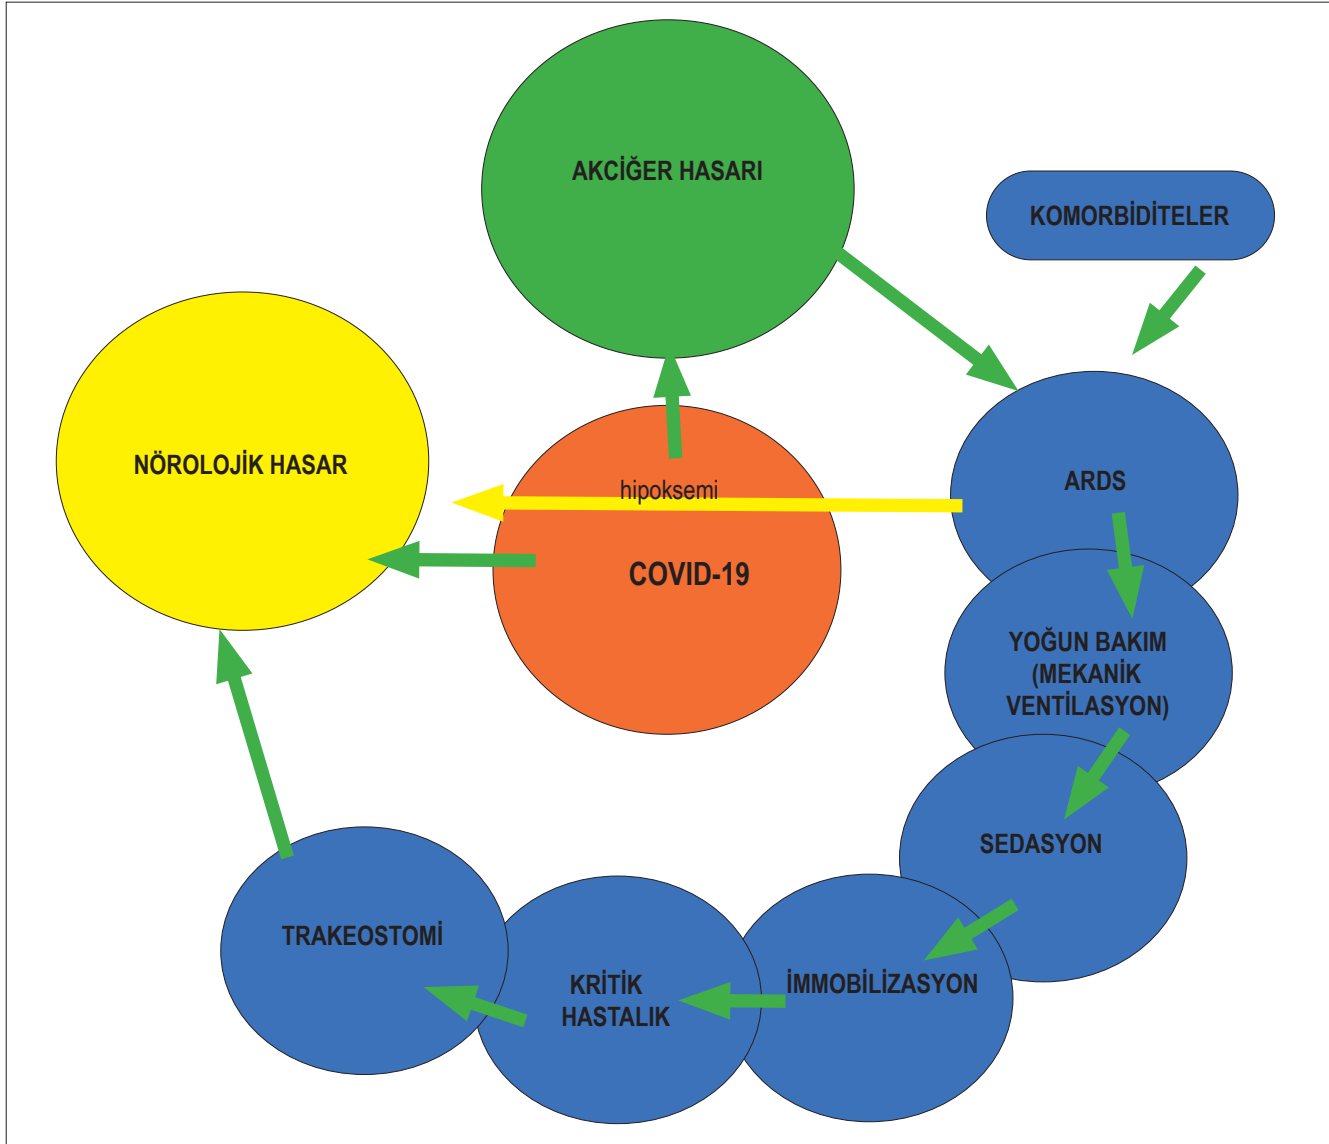 AKCİĞER HASARI
KOMORBİDİTELER
NÖROLOJİK HASAR
ARDS
hipoksemi
COVID-19
YOĞUN BAKIM
(MEKANİK
VENTİLASYON)
SEDASYON
TRAKEOSTOMİ
KRİTİK
HASTALIK
İMMOBİLİZASYON